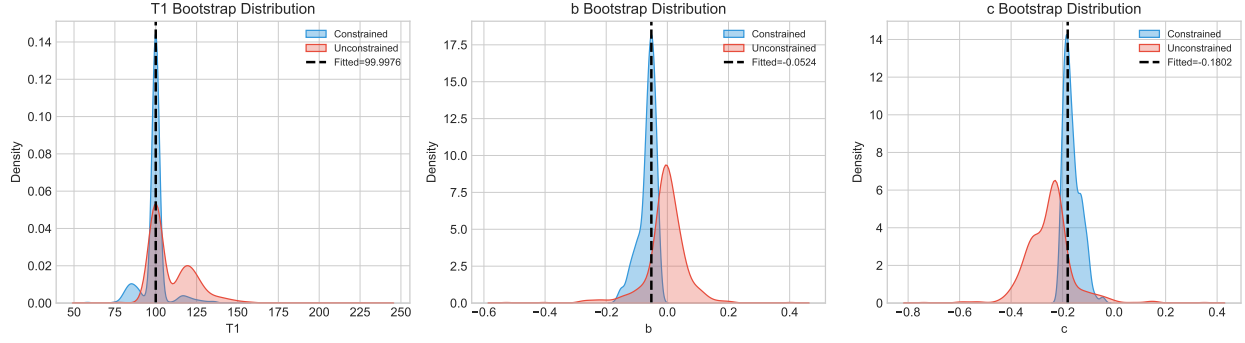 T1 Bootstrap Distribution
Constrained
Unconstrained
Fitted=99.9976
Density
0.14
0.12
0.10
0.08
0.06
0.04
0.02
0.00
50 75 100 125 150 175 200 225 250
T1
b Bootstrap Distribution
Constrained
Unconstrained
Fitted=-0.0524
Density
17.5
15.0
12.5
10.0
7.5
5.0
2.5
0.0
−0.6 −0.4 −0.2 0.0 0.2 0.4
b
c Bootstrap Distribution
Constrained
Unconstrained
Fitted=-0.1802
Density
14
12
10
8
6
4
2
0
−0.8 −0.6 −0.4 −0.2 0.0 0.2 0.4
c